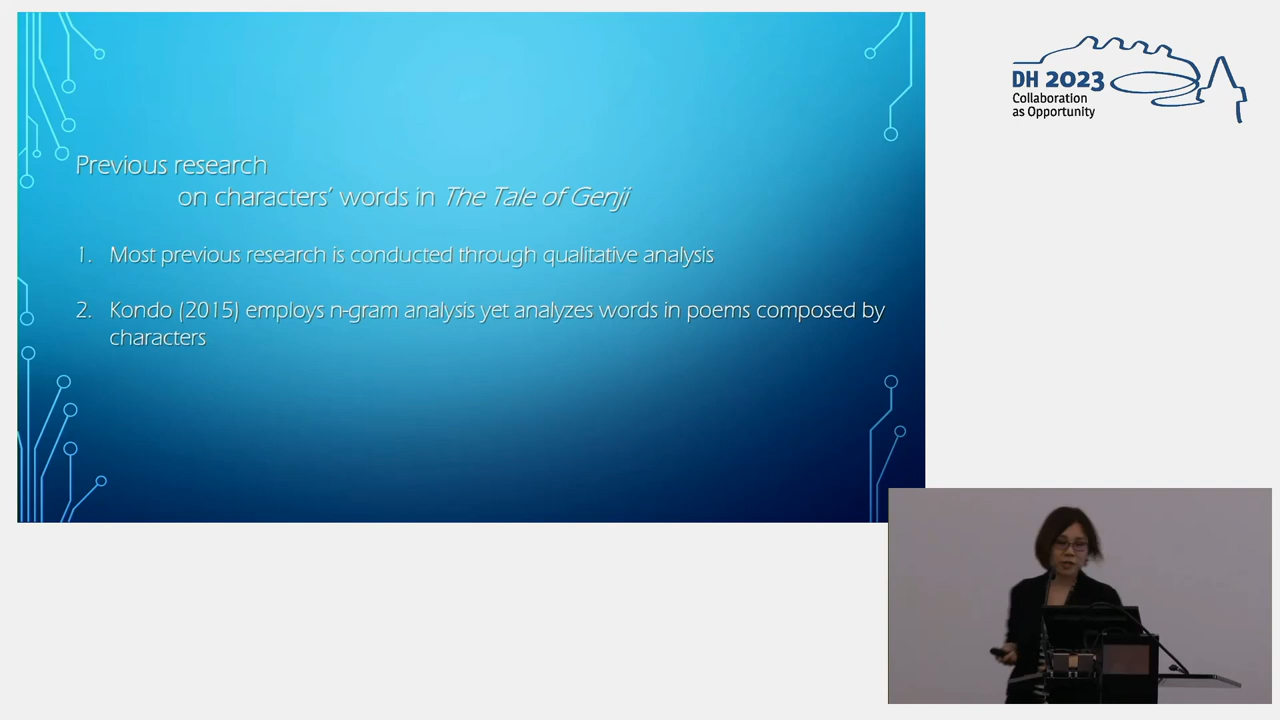 Previous research
on characters' words in The Tale of Genji
1. Most previous research is conducted through qualitative analysis
2. Kondo (2015) employs n-gram analysis yet analyzes words in poems composed by
characters
DH 2023
Collaboration
as Opportunity